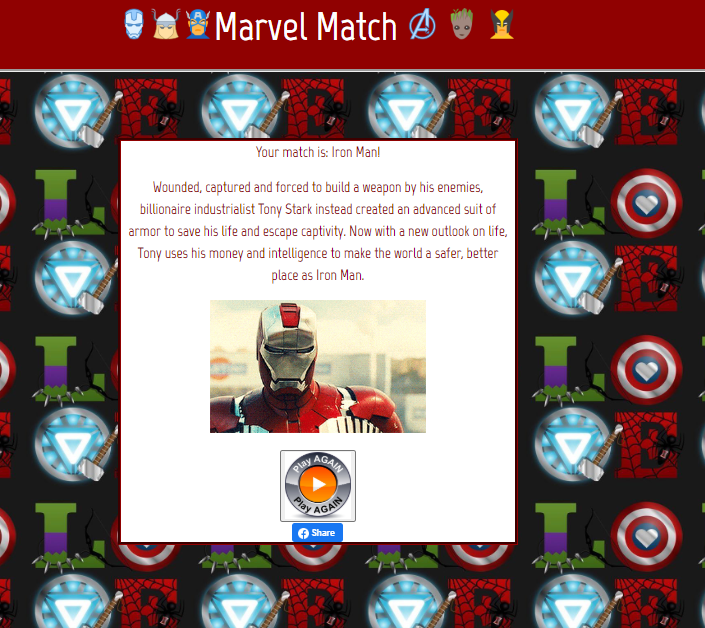 Marvel Match
Your match is: Iron Man!
Wounded, captured and forced to build a weapon by his enemies,
billionaire industrialist Tony Stark instead created an advanced suit of
armor to save his life and escape captivity. Now with a new outlook on life,
Tony uses his money and intelligence to make the world a safer, better
place as Iron Man.
Play AGAIN
Play AGAIN
Share